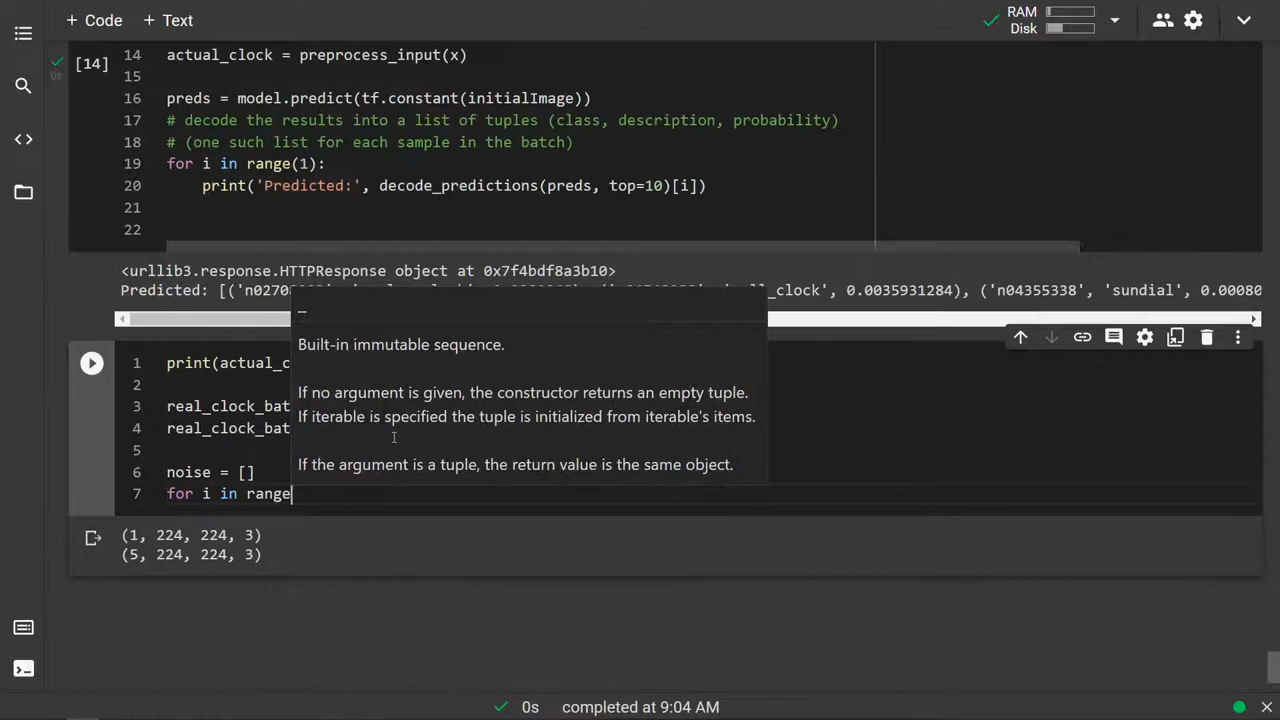 + Code + Text
RAM
Disk
[14]
0s
14 actual_clock = preprocess_input(x)
15
16 preds = model.predict(tf.constant(initialImage))
17 # decode the results into a list of tuples (class, description, probability)
18 # (one such list for each sample in the batch)
19 for i in range(1):
20 print('Predicted:', decode_predictions(preds, top=10)[i])
21
22
<urllib3.response.HTTPResponse object at 0x7f4bdf8a3b10>
Predicted: [('n0270 _clock', 0.0035931284), ('n04355338', 'sundial', 0.00080
_
Built-in immutable sequence.
If no argument is given, the constructor returns an empty tuple.
If iterable is specified the tuple is initialized from iterable's items.
If the argument is a tuple, the return value is the same object.
1 print(actual_c
2
3 real_clock_bat
4 real_clock_bat
5
6 noise = []
7 for i in range
(1, 224, 224, 3)
(5, 224, 224, 3)
0s completed at 9:04 AM